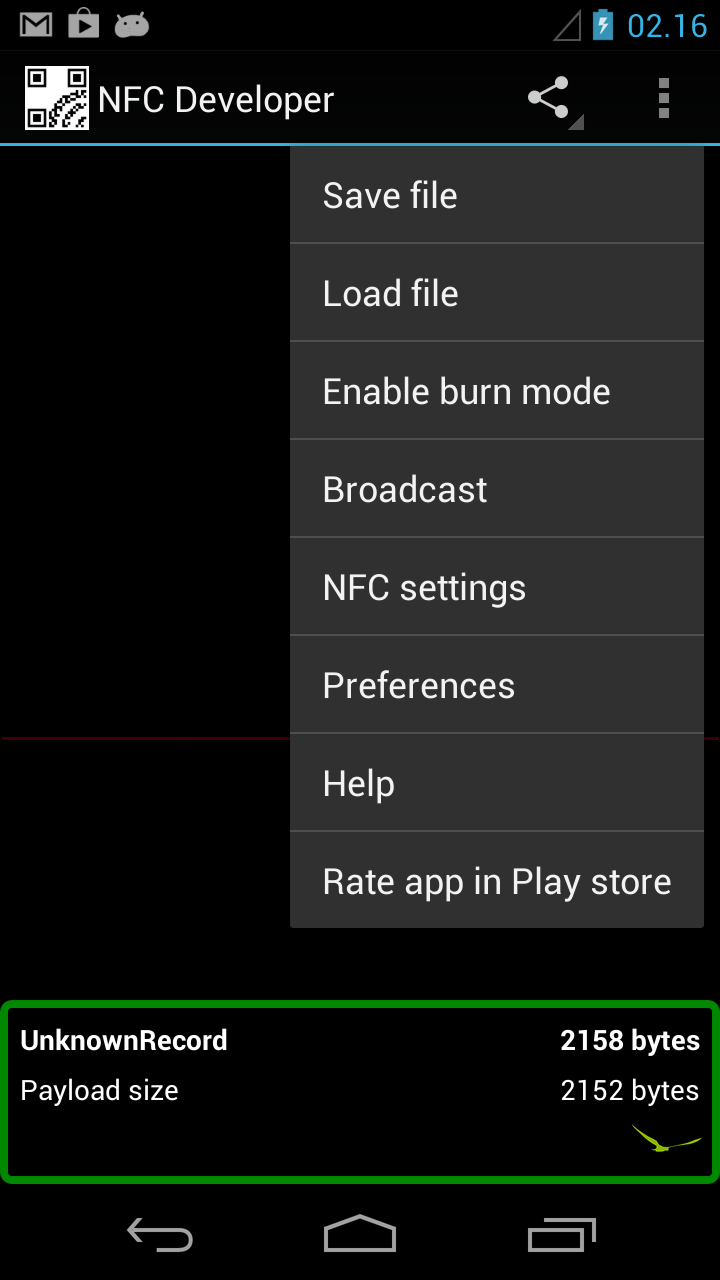 02.16
NFC Developer
Save file
Load file
Enable burn mode
Broadcast
NFC settings
Preferences
Help
Rate app in Play store
UnknownRecord 2158 bytes
Payload size 2152 bytes